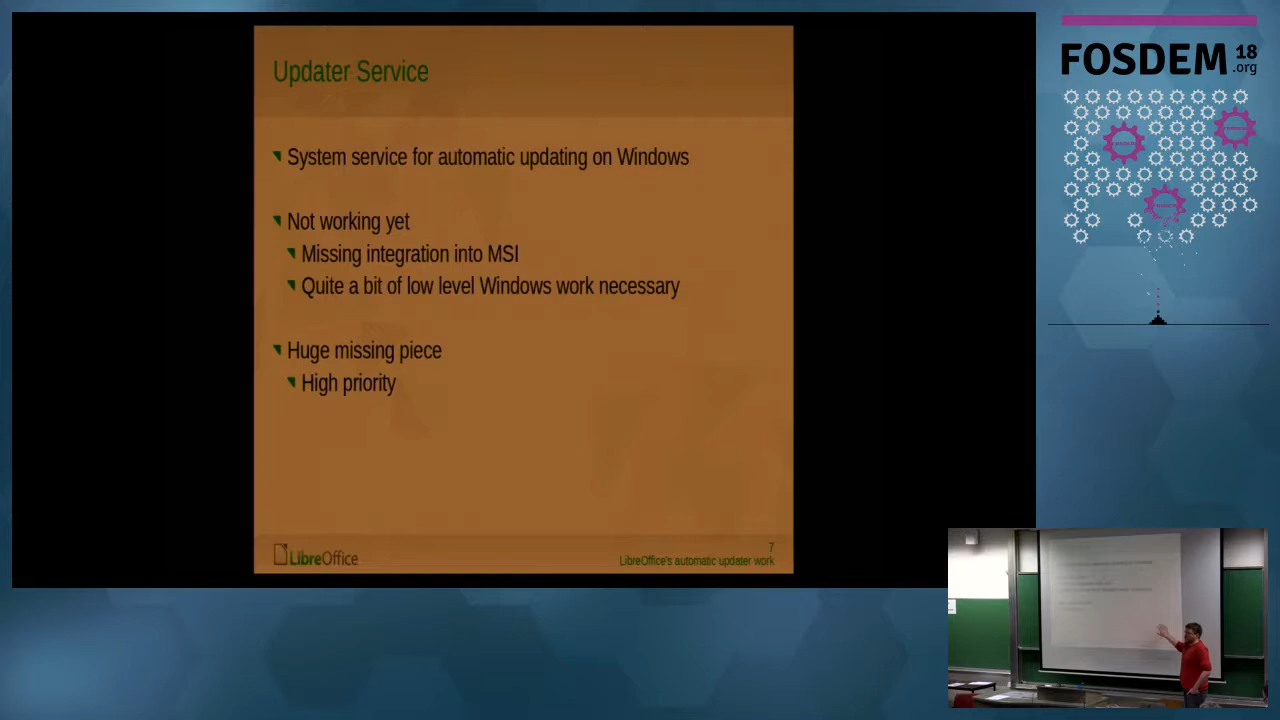 Updater Service
System service for automatic updating on Windows
Not working yet
Missing integration into MSI
Quite a bit of low level Windows work necessary
Huge missing piece
High priority
LibreOffice
7
LibreOffice's automatic updater work
FOSDEM 18
.org